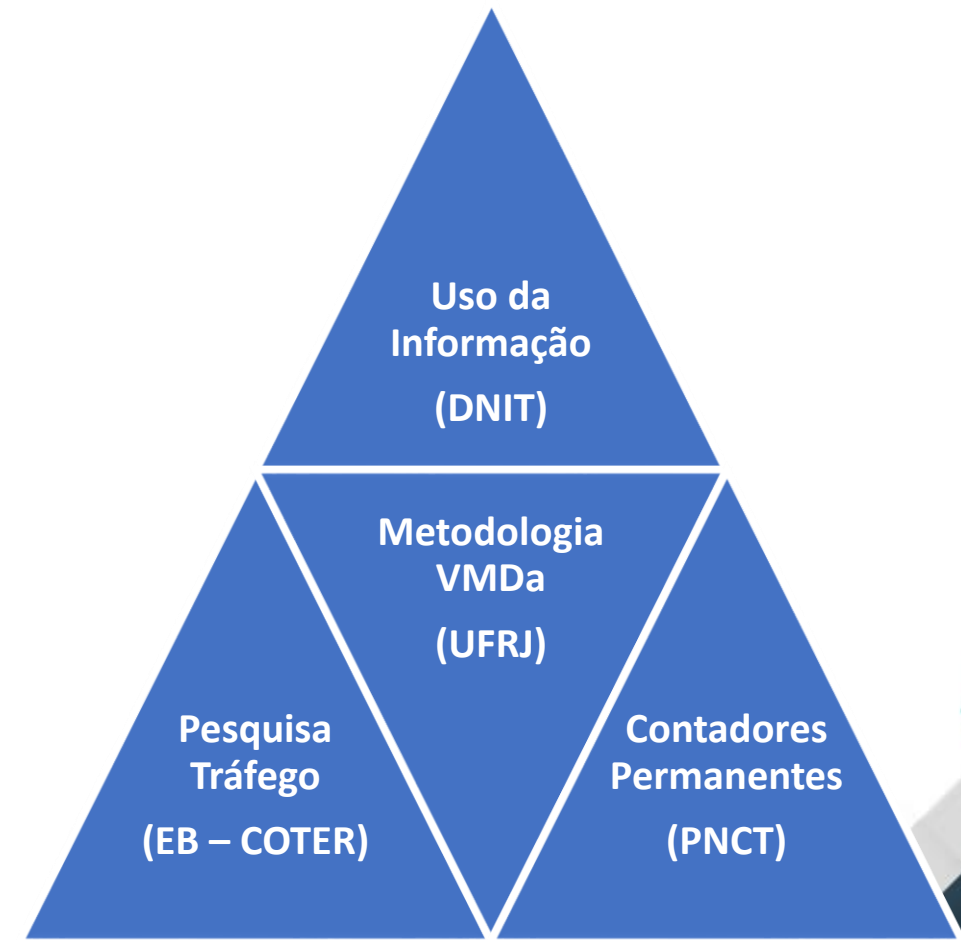 Uso da
Informação
(DNIT)
Metodologia
VMDa
(UFRJ)
Pesquisa
Tráfego
(EB – COTER)
Contadores
Permanentes
(PNCT)